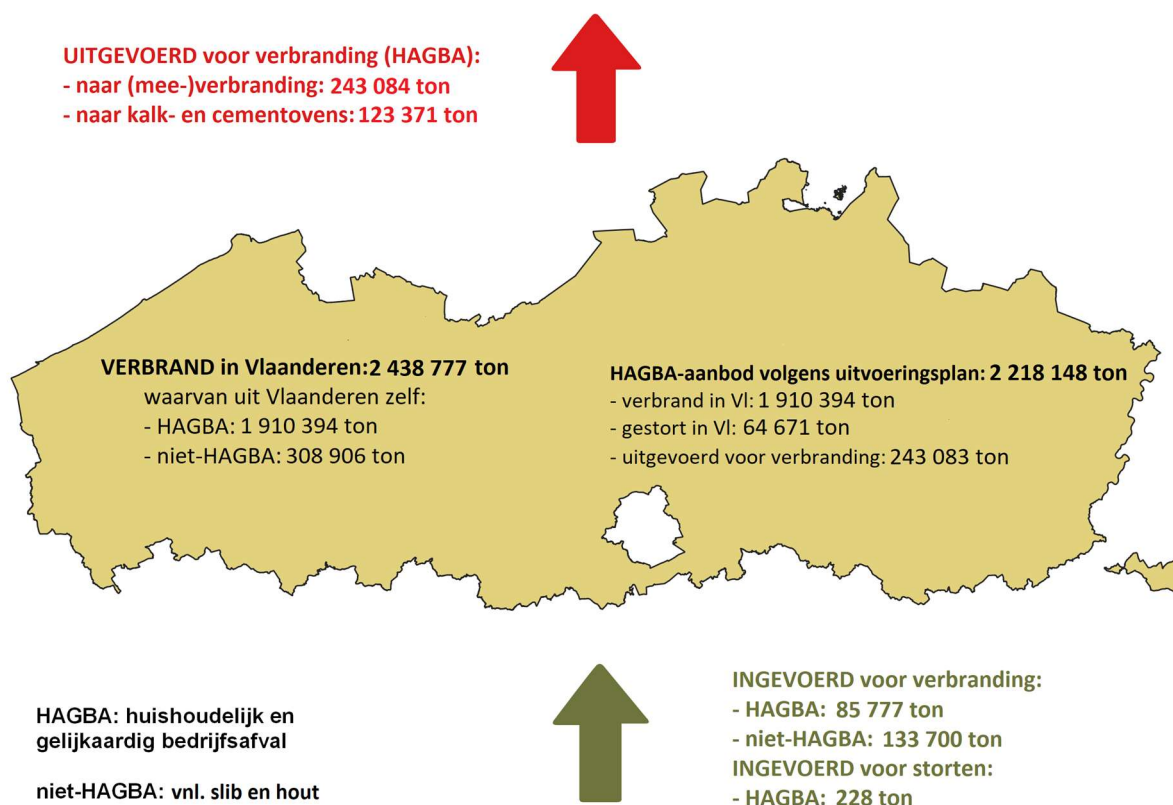 UITGEVOERD voor verbranding (HAGBA):
- naar (mee-)verbranding: 243 084 ton
- naar kalk- en cementovens: 123 371 ton
VERBRAND in Vlaanderen: 2 438 777 ton
waarvan uit Vlaanderen zelf:
- HAGBA: 1 910 394 ton
- niet-HAGBA: 308 906 ton
HAGBA-aanbod volgens uitvoeringsplan: 2 218 148 ton
- verbrand in Vl: 1 910 394 ton
- gestort in Vl: 64 671 ton
- uitgevoerd voor verbranding: 243 083 ton
HAGBA: huishoudelijk en
gelijkaardig bedrijfsafval
niet-HAGBA: vnl. slib en hout
INGEVOERD voor verbranding:
- HAGBA: 85 777 ton
- niet-HAGBA: 133 700 ton
INGEVOERD voor storten:
- HAGBA: 228 ton